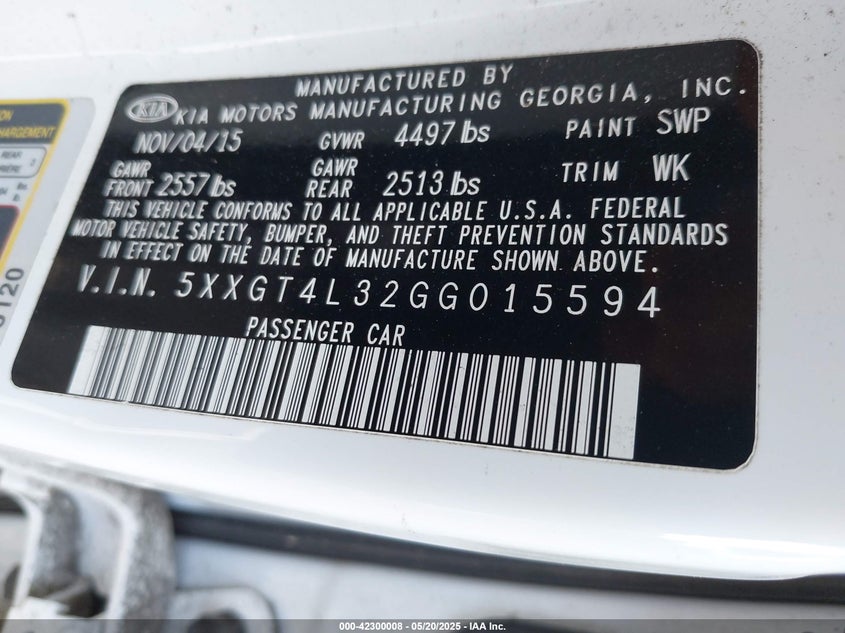 MANUFACTURED BY
KIA KIA MOTORS MANUFACTURING GEORGIA, INC.
NOV/04/15 GVWR 4497 lbs PAINT SWP
GAWR FRONT 2557 lbs GAWR REAR 2513 lbs TRIM WK
THIS VEHICLE CONFORMS TO ALL APPLICABLE U.S.A. FEDERAL
MOTOR VEHICLE SAFETY, BUMPER, AND THEFT PREVENTION STANDARDS
IN EFFECT ON THE DATE OF MANUFACTURE SHOWN ABOVE.
V.I.N. 5XXGT4L32GG015594
PASSENGER CAR
CHARGEMENT
REAR
000-42300008 — 05/20/2025 — IAA Inc.